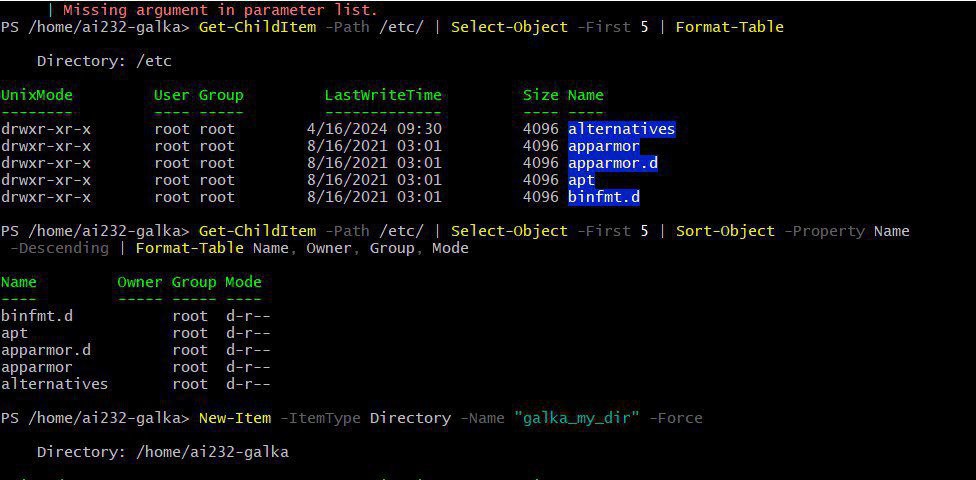 | Missing argument in parameter list.
PS /home/ai232-galka> Get-ChildItem -Path /etc/ | Select-Object -First 5 | Format-Table
Directory: /etc
UnixMode         User Group         LastWriteTime         Size Name
--------         ---- -----         -------------         ---- ----
drwxr-xr-x       root root        4/16/2024 09:30         4096 alternatives
drwxr-xr-x       root root        8/16/2021 03:01         4096 apparmor
drwxr-xr-x       root root        8/16/2021 03:01         4096 apparmor.d
drwxr-xr-x       root root        8/16/2021 03:01         4096 apt
drwxr-xr-x       root root        8/16/2021 03:01         4096 binfmt.d
PS /home/ai232-galka> Get-ChildItem -Path /etc/ | Select-Object -First 5 | Sort-Object -Property Name
-Descending | Format-Table Name, Owner, Group, Mode
Name         Owner Group Mode
----         ----- ----- ----
binfmt.d           root  d-r--
apt                root  d-r--
apparmor.d         root  d-r--
apparmor           root  d-r--
alternatives       root  d-r--
PS /home/ai232-galka> New-Item -ItemType Directory -Name "galka_my_dir" -Force
Directory: /home/ai232-galka